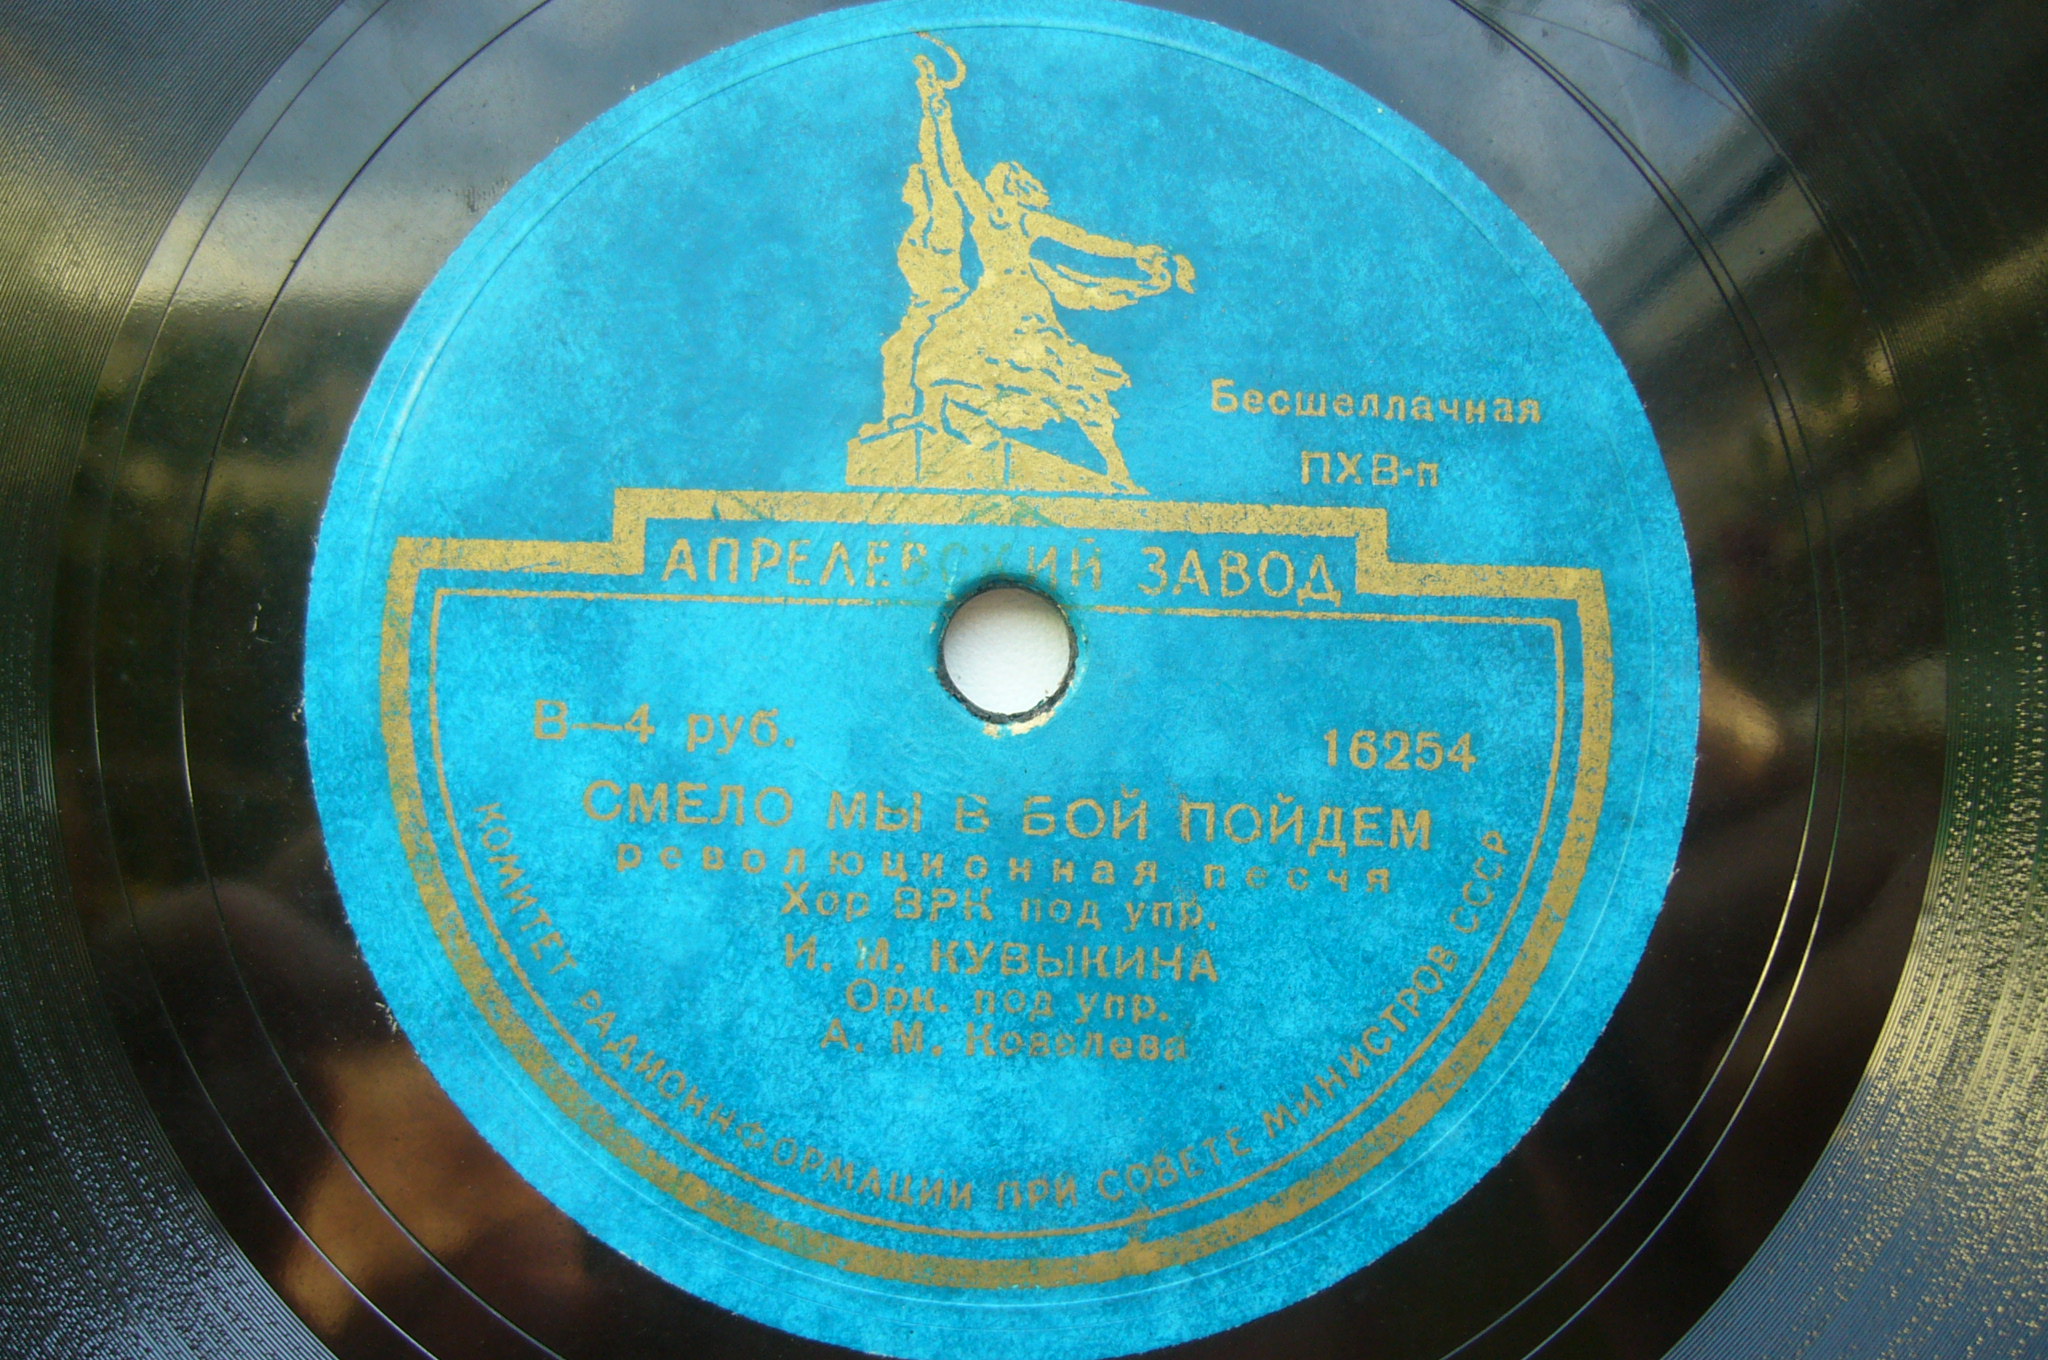 Бесшеллачная
ПХВ-п
АПРЕЛЕВСКИЙ ЗАВОД
В—4 руб.
16254
СМЕЛО МЫ В БОЙ ПОЙДЕМ
революционная песчя
Хор ВРК под упр.
И. М. КУВЫКИНА
Орк. под упр.
А. М. Ковалева
КОМИТЕТ РАДИОИНФОРМАЦИИ ПРИ СОВЕТЕ МИНИСТРОВ СССР